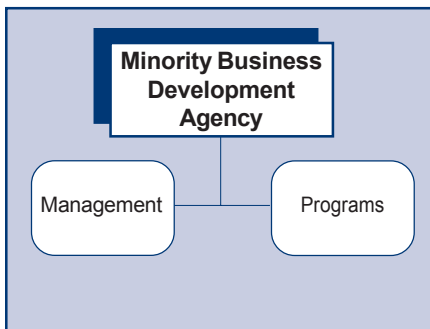 Minority Business
Development
Agency
Management
Programs